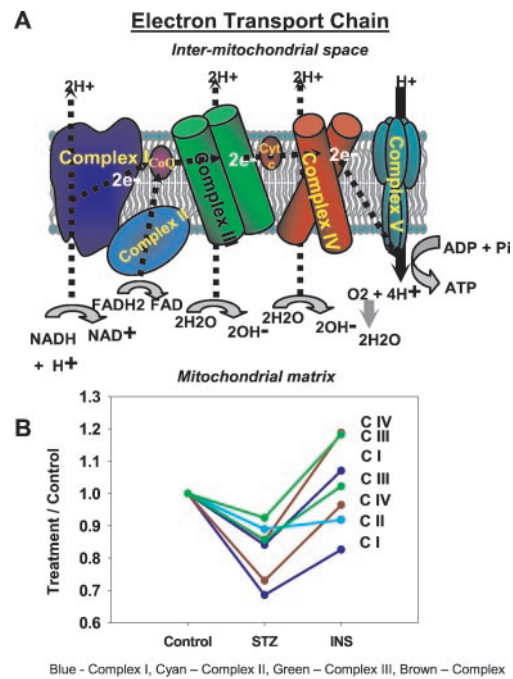 Electron Transport Chain
A
Inter-mitochondrial space
2H+ 2H+ 2H+ H+
Complex I
CoQ
2e-
Complex II
Complex III
2e-
Cyt c
Complex IV
2e-
Complex V
ADP + Pi
ATP
FADH2 FAD
NADH
+ H+
NAD+
2H2O
2OH-
2H2O
2OH-
O2 + 4H+
2H2O
Mitochondrial matrix
B
Treatment / Control
1.3
1.2
1.1
1.0
0.9
0.8
0.7
0.6
C IV
C III
C I
C III
C IV
C II
C I
Control STZ INS
Blue - Complex I, Cyan – Complex II, Green – Complex III, Brown – Complex